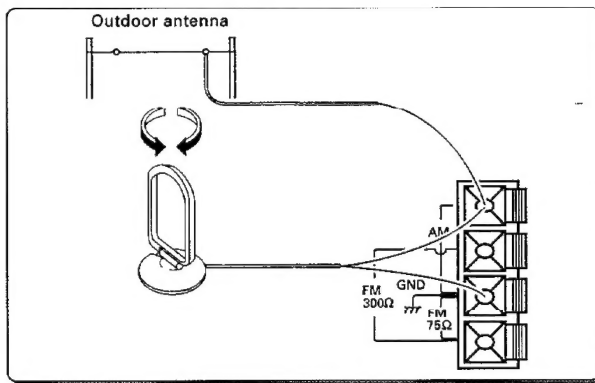 Outdoor antenna
AM
GND
FM
300Ω
FM
75Ω